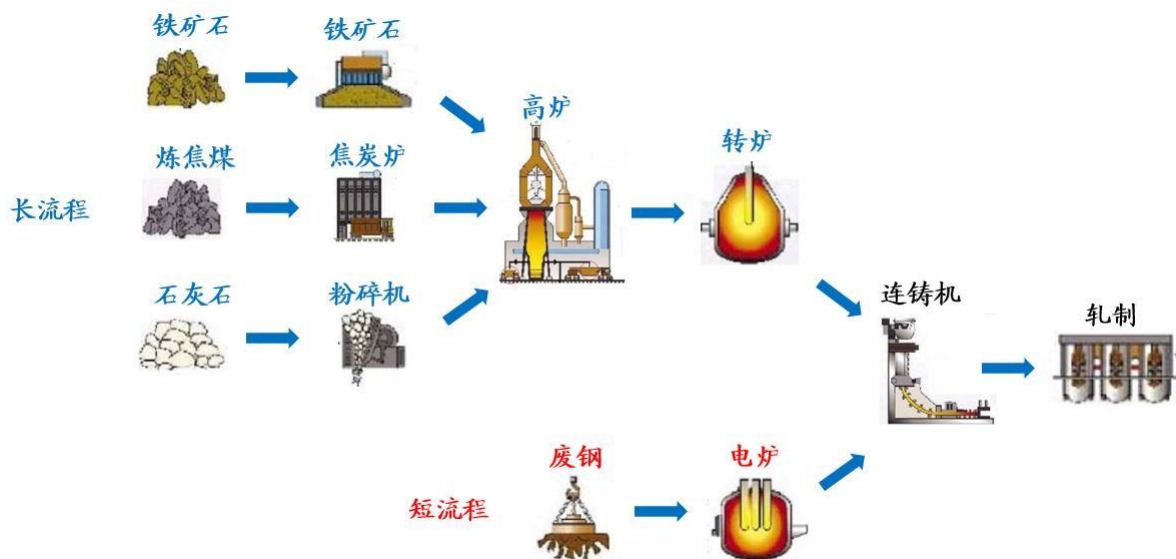 铁矿石
铁矿石
高炉
转炉
炼焦煤
焦炭炉
长流程
石灰石
粉碎机
连铸机
轧制
废钢
电炉
短流程